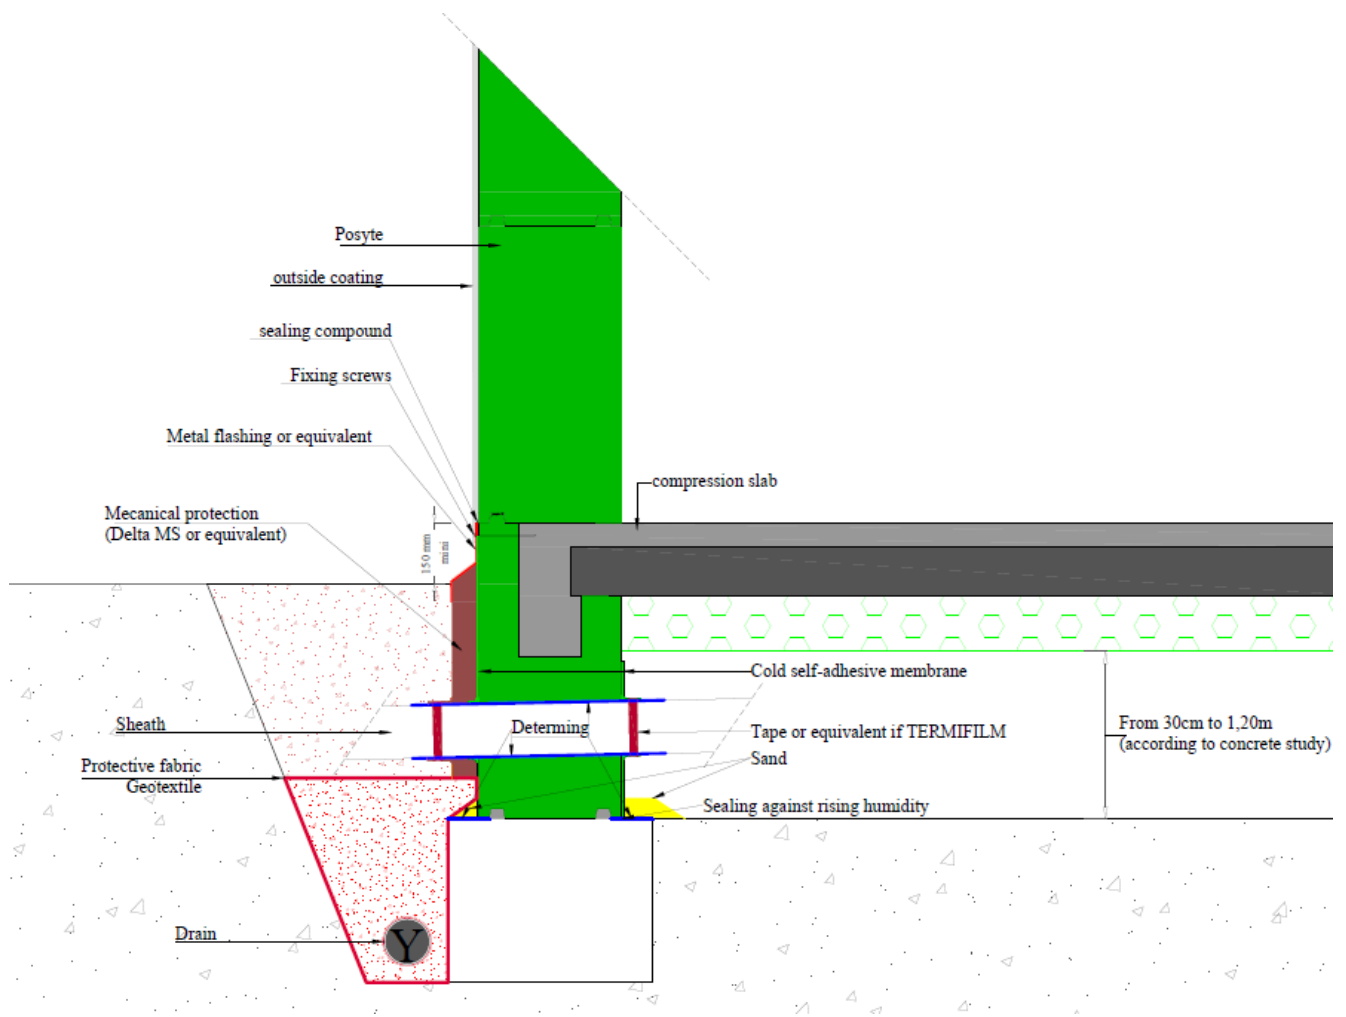 Posyte
outside coating
sealing compound
Fixing screws
Metal flashing or equivalent
compression slab
Mecanical protection
(Delta MS or equivalent)
150 mm
mini
Cold self-adhesive membrane
Sheath
Determing
Tape or equivalent if TERMIFILM
From 30cm to 1,20m
(according to concrete study)
Sand
Protective fabric
Geotextile
Sealing against rising humidity
Drain
Y